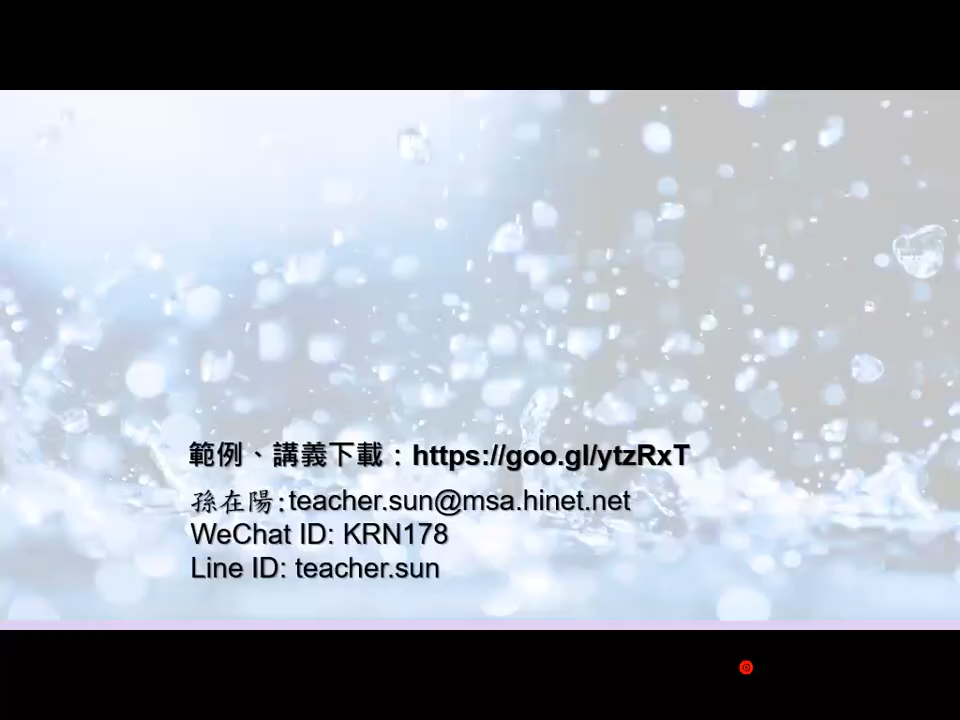 範例、講義下載：https://goo.gl/ytzRxT
孫在陽:teacher.sun@msa.hinet.net
WeChat ID: KRN178
Line ID: teacher.sun